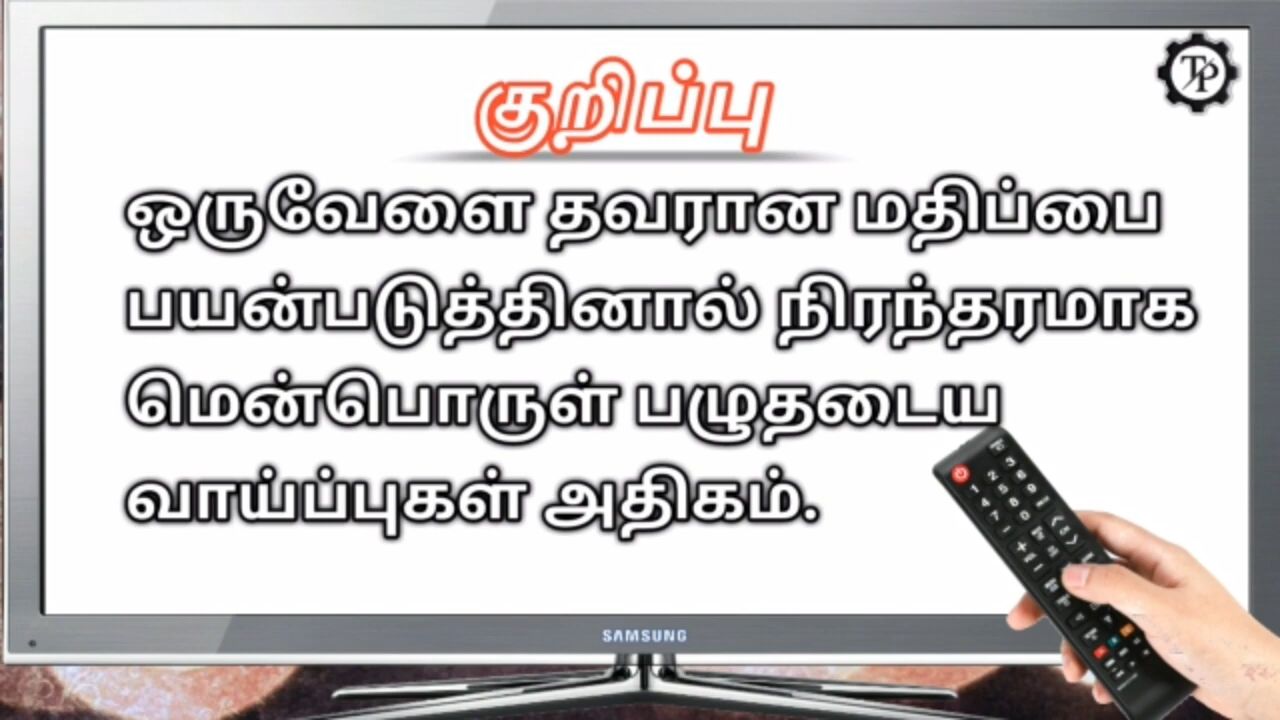 குறிப்பு
TP
ஒருவேளை தவரான மதிப்பை
பயன்படுத்தினால் நிரந்தரமாக
மென்பொருள் பழுதடைய
வாய்ப்புகள் அதிகம்.
SAMSUNG